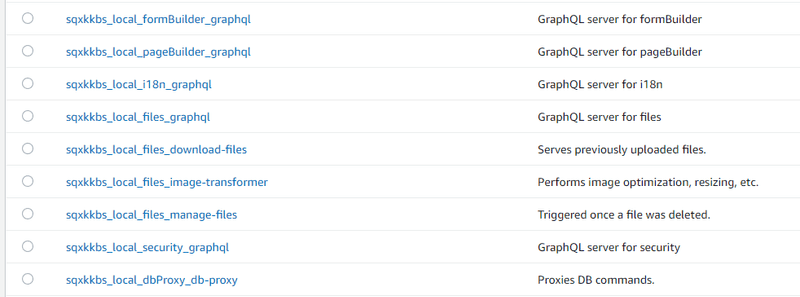 sqxkkbs_local_formBuilder_graphql GraphQL server for formBuilder
sqxkkbs_local_pageBuilder_graphql GraphQL server for pageBuilder
sqxkkbs_local_i18n_graphql GraphQL server for i18n
sqxkkbs_local_files_graphql GraphQL server for files
sqxkkbs_local_files_download-files Serves previously uploaded files.
sqxkkbs_local_files_image-transformer Performs image optimization, resizing, etc.
sqxkkbs_local_files_manage-files Triggered once a file was deleted.
sqxkkbs_local_security_graphql GraphQL server for security
sqxkkbs_local_dbProxy_db-proxy Proxies DB commands.